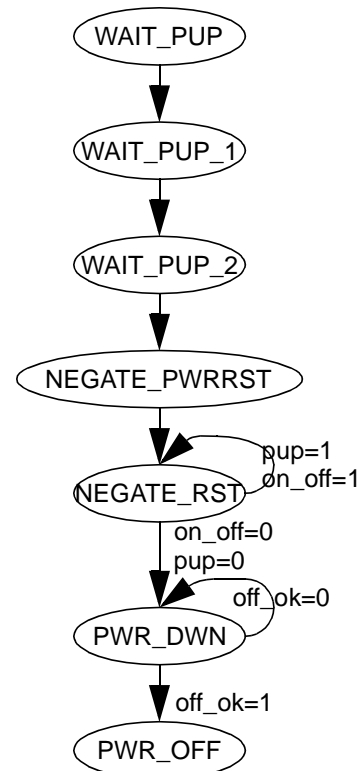 WAIT_PUP
WAIT_PUP_1
WAIT_PUP_2
NEGATE_PWRRST
pup=1
on_off=1
NEGATE_RST
on_off=0
pup=0
off_ok=0
PWR_DWN
off_ok=1
PWR_OFF